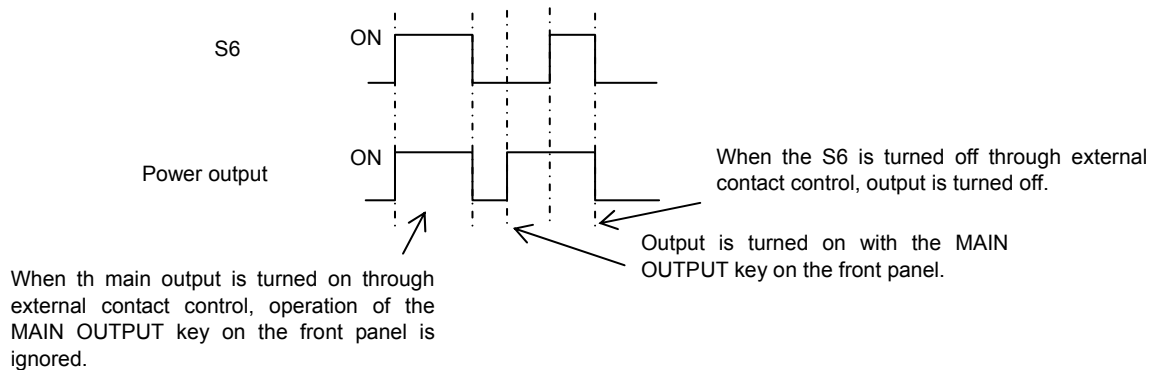 S6
ON
Power output
ON
When the S6 is turned off through external
contact control, output is turned off.
Output is turned on with the MAIN
OUTPUT key on the front panel.
When th main output is turned on through
external contact control, operation of the
MAIN OUTPUT key on the front panel is
ignored.